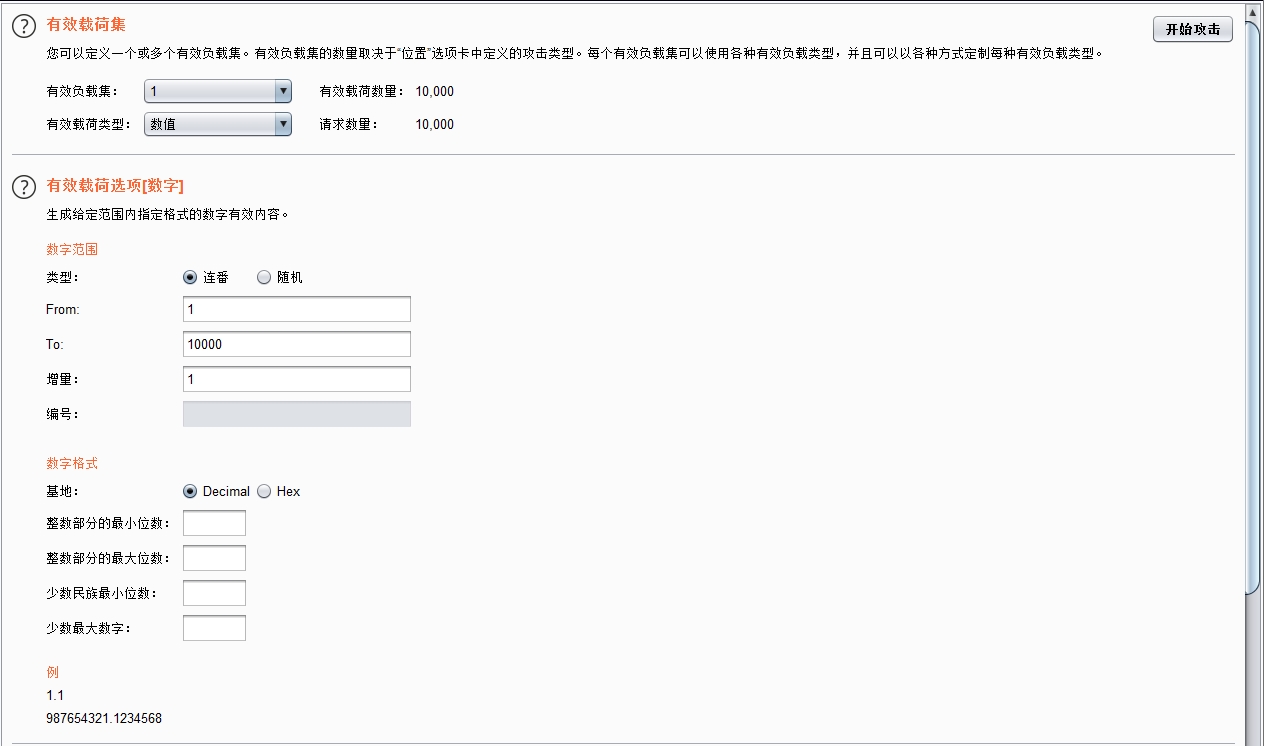 有效载荷集
开始攻击
您可以定义一个或多个有效负载集。有效负载集的数量取决于“位置”选项卡中定义的攻击类型。每个有效负载集可以使用各种有效负载类型，并且可以以各种方式定制每种有效负载类型。
有效负载集： 1 有效载荷数量： 10,000
有效载荷类型： 数值 请求数量： 10,000
有效载荷选项[数字]
生成给定范围内指定格式的数字有效内容。
数字范围
类型： 连番 随机
From: 1
To: 10000
增量： 1
编号：
数字格式
基地： Decimal Hex
整数部分的最小位数：
整数部分的最大位数：
少数民族最小位数：
少数最大数字：
例
1.1
987654321.1234568